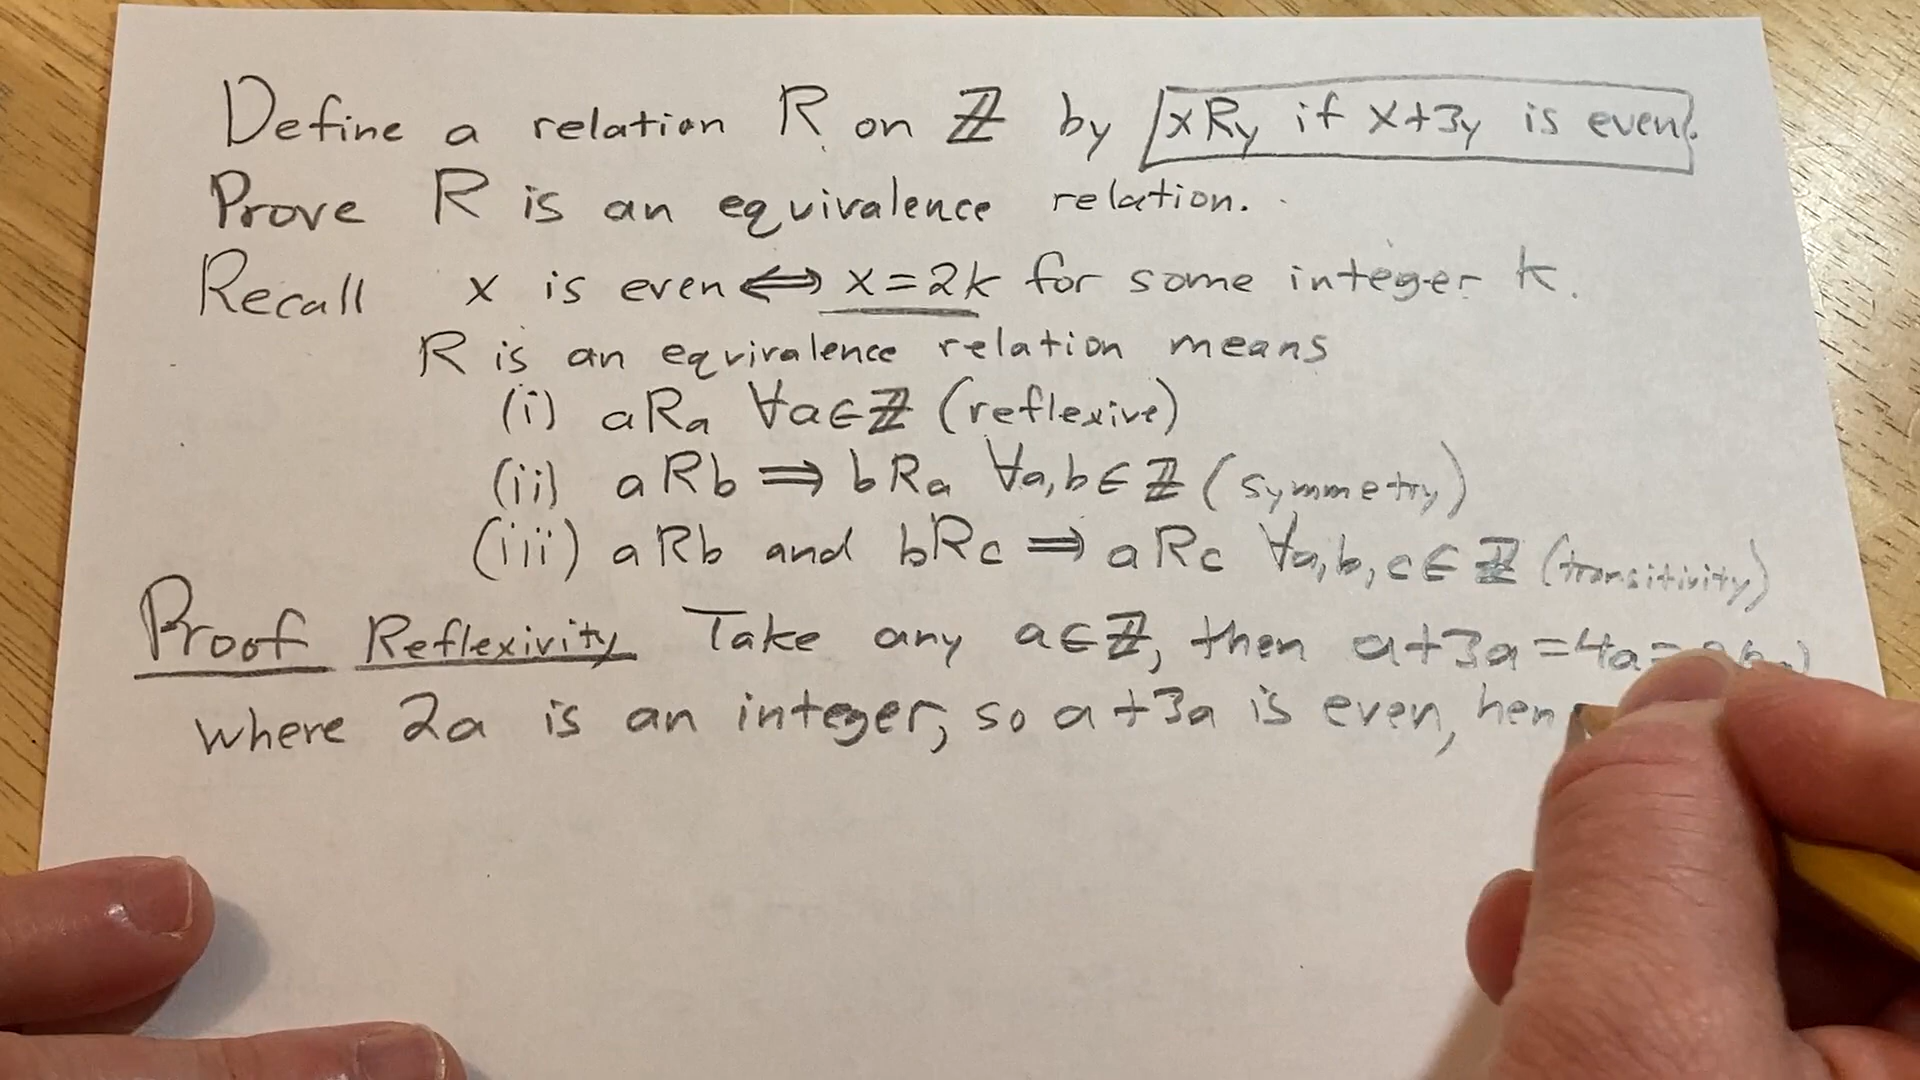 Define a relation R on ℤ by xRy if x+3y is even.
Prove R is an equivalence relation.
Recall x is even ⟺ x=2k for some integer k.
R is an equivalence relation means
(i) aRa ∀a∈ℤ (reflexive)
(ii) aRb ⟹ bRa ∀a,b∈ℤ (symmetry)
(iii) aRb and bRc ⟹ aRc ∀a,b,c∈ℤ (transitivity)
Proof Reflexivity Take any a∈ℤ, then a+3a=4a=
where 2a is an integer, so a+3a is even, hen